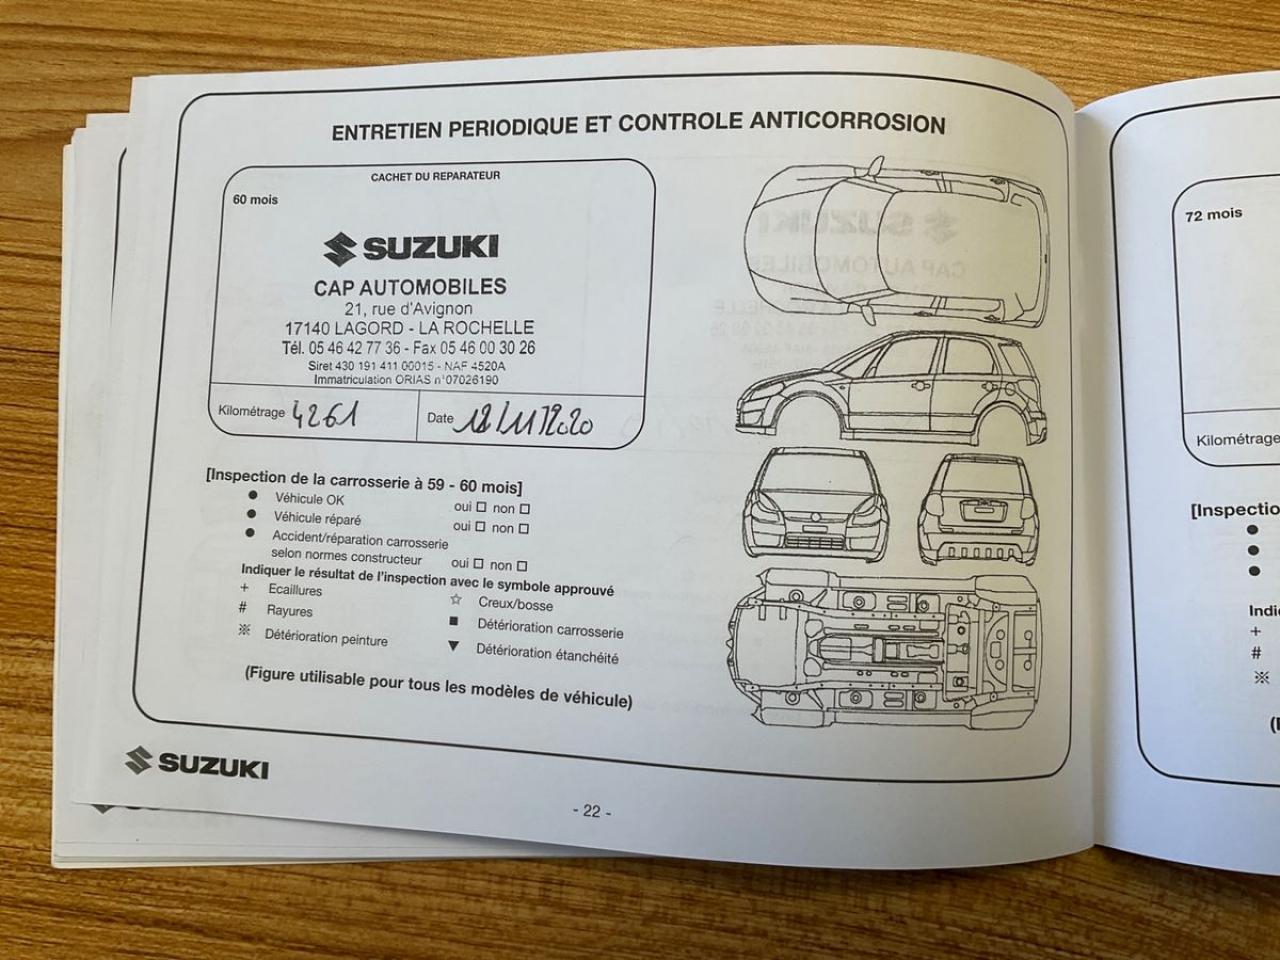 ENTRETIEN PERIODIQUE ET CONTROLE ANTICORROSION
CACHET DU REPARATEUR
60 mois
SUZUKI
CAP AUTOMOBILES
21, rue d'Avignon
17140 LAGORD - LA ROCHELLE
Tél. 05 46 42 77 36 - Fax 05 46 00 30 26
Siret 430 191 411 00015 - NAF 4520A
Immatriculation ORIAS n°07026190
Kilométrage 4261
Date 12/11/2020
[Inspection de la carrosserie à 59 - 60 mois]
● Véhicule OK oui □ non □
● Véhicule réparé oui □ non □
● Accident/réparation carrosserie
selon normes constructeur oui □ non □
Indiquer le résultat de l'inspection avec le symbole approuvé
+ Ecaillures
# Rayures
※ Détérioration peinture
☆ Creux/bosse
■ Détérioration carrosserie
▼ Détérioration étanchéité
(Figure utilisable pour tous les modèles de véhicule)
SUZUKI
- 22 -
72 mois
Kilométrage
[Inspectio
●
●
●
Indi
+
#
※